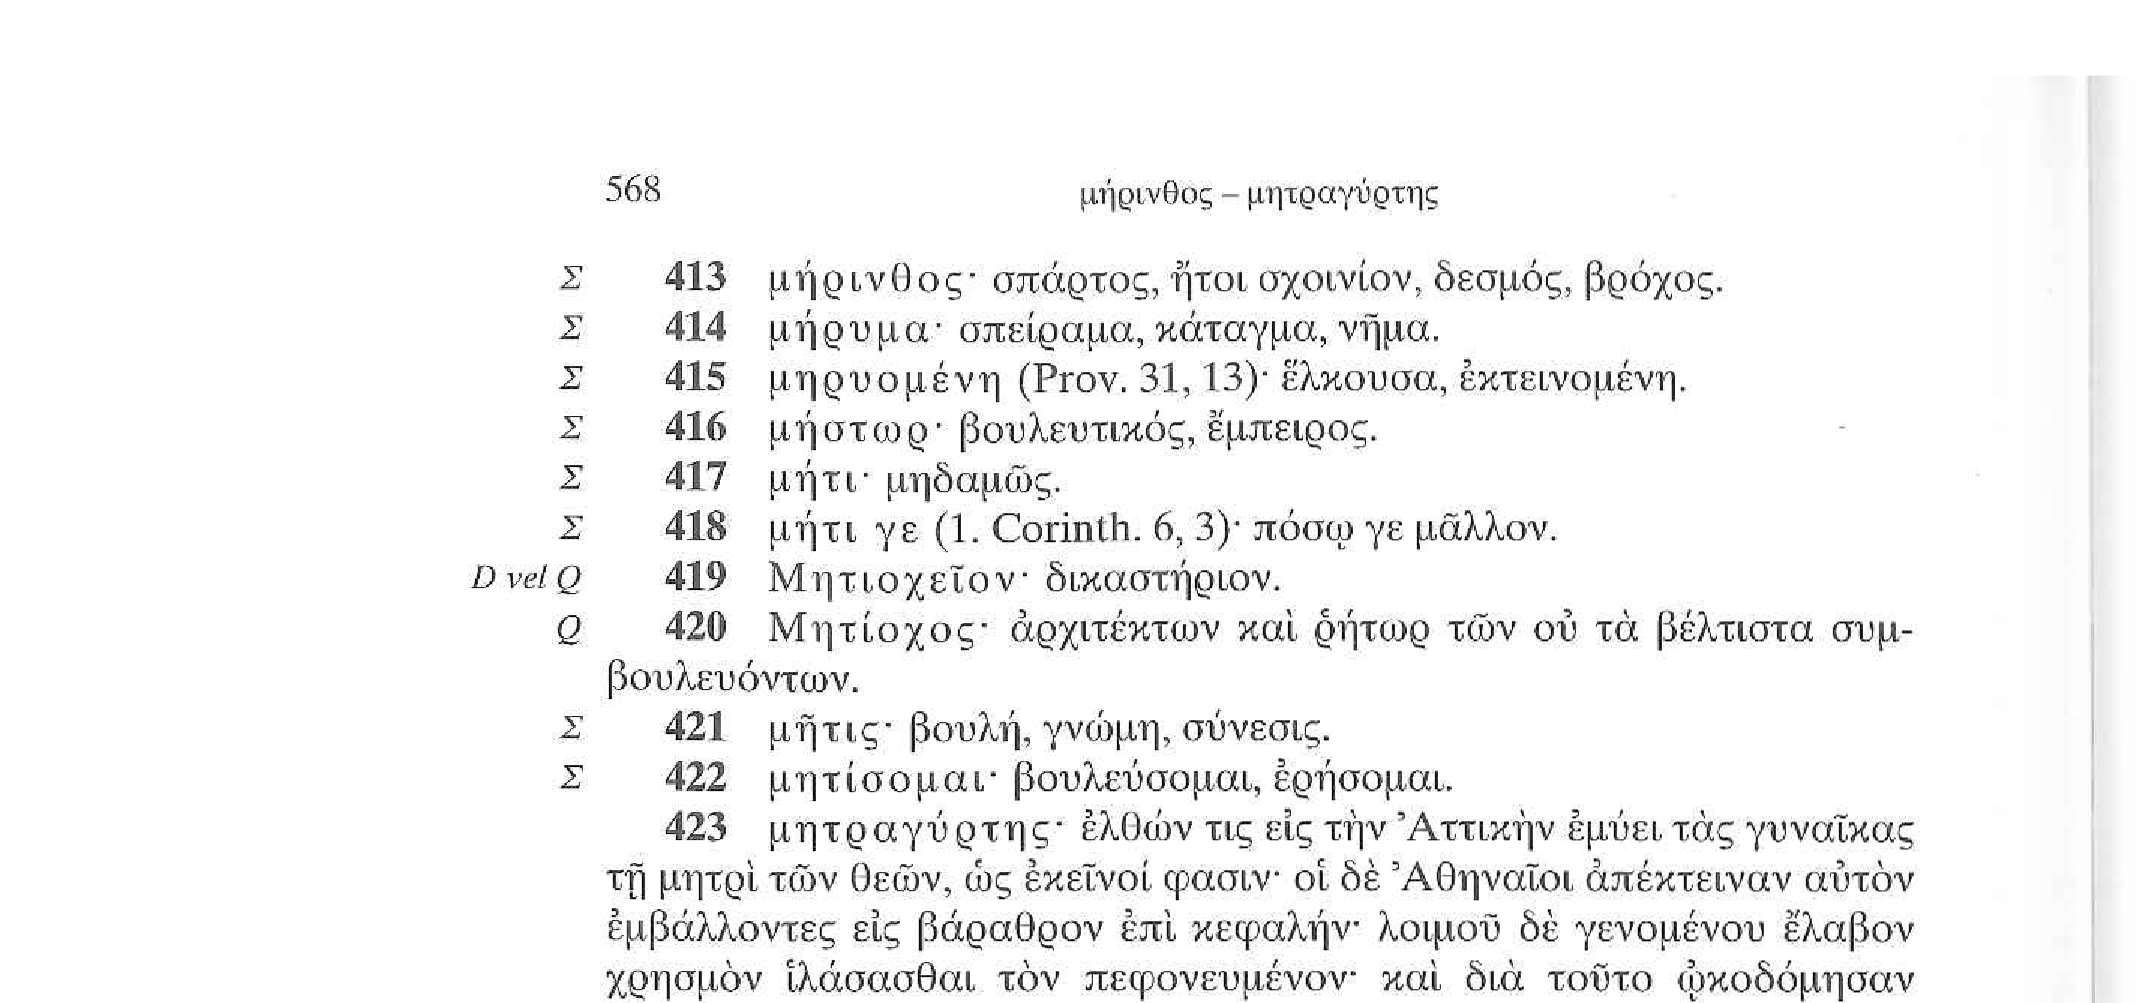 568 μήρινθος – μητραγύρτης
Σ 413 μήρινθος· σπάρτος, ἤτοι σχοινίον, δεσμός, βρόχος.
Σ 414 μήρυμα· σπείραμα, κάταγμα, νῆμα.
Σ 415 μηρυομένη (Prov. 31, 13)· ἕλκουσα, ἐκτεινομένη.
Σ 416 μήστωρ· βουλευτικός, ἔμπειρος.
Σ 417 μήτι· μηδαμῶς.
Σ 418 μήτι γε (1. Corinth. 6, 3)· πόσῳ γε μᾶλλον.
D vel Q 419 Μητιοχεῖον· δικαστήριον.
Q 420 Μητίοχος· ἀρχιτέκτων καὶ ῥήτωρ τῶν οὐ τὰ βέλτιστα συμ-
βουλευόντων.
Σ 421 μῆτις· βουλή, γνώμη, σύνεσις.
Σ 422 μητίσομαι· βουλεύσομαι, ἐρήσομαι.
423 μητραγύρτης· ἐλθών τις εἰς τὴν Ἀττικὴν ἐμύει τὰς γυναῖκας
τῇ μητρὶ τῶν θεῶν, ὡς ἐκεῖνοί φασιν· οἱ δὲ Ἀθηναῖοι ἀπέκτειναν αὐτὸν
ἐμβάλλοντες εἰς βάραθρον ἐπὶ κεφαλήν· λοιμοῦ δὲ γενομένου ἔλαβον
χρησμὸν ἱλάσασθαι τὸν πεφονευμένον· καὶ διὰ τοῦτο ᾠκοδόμησαν